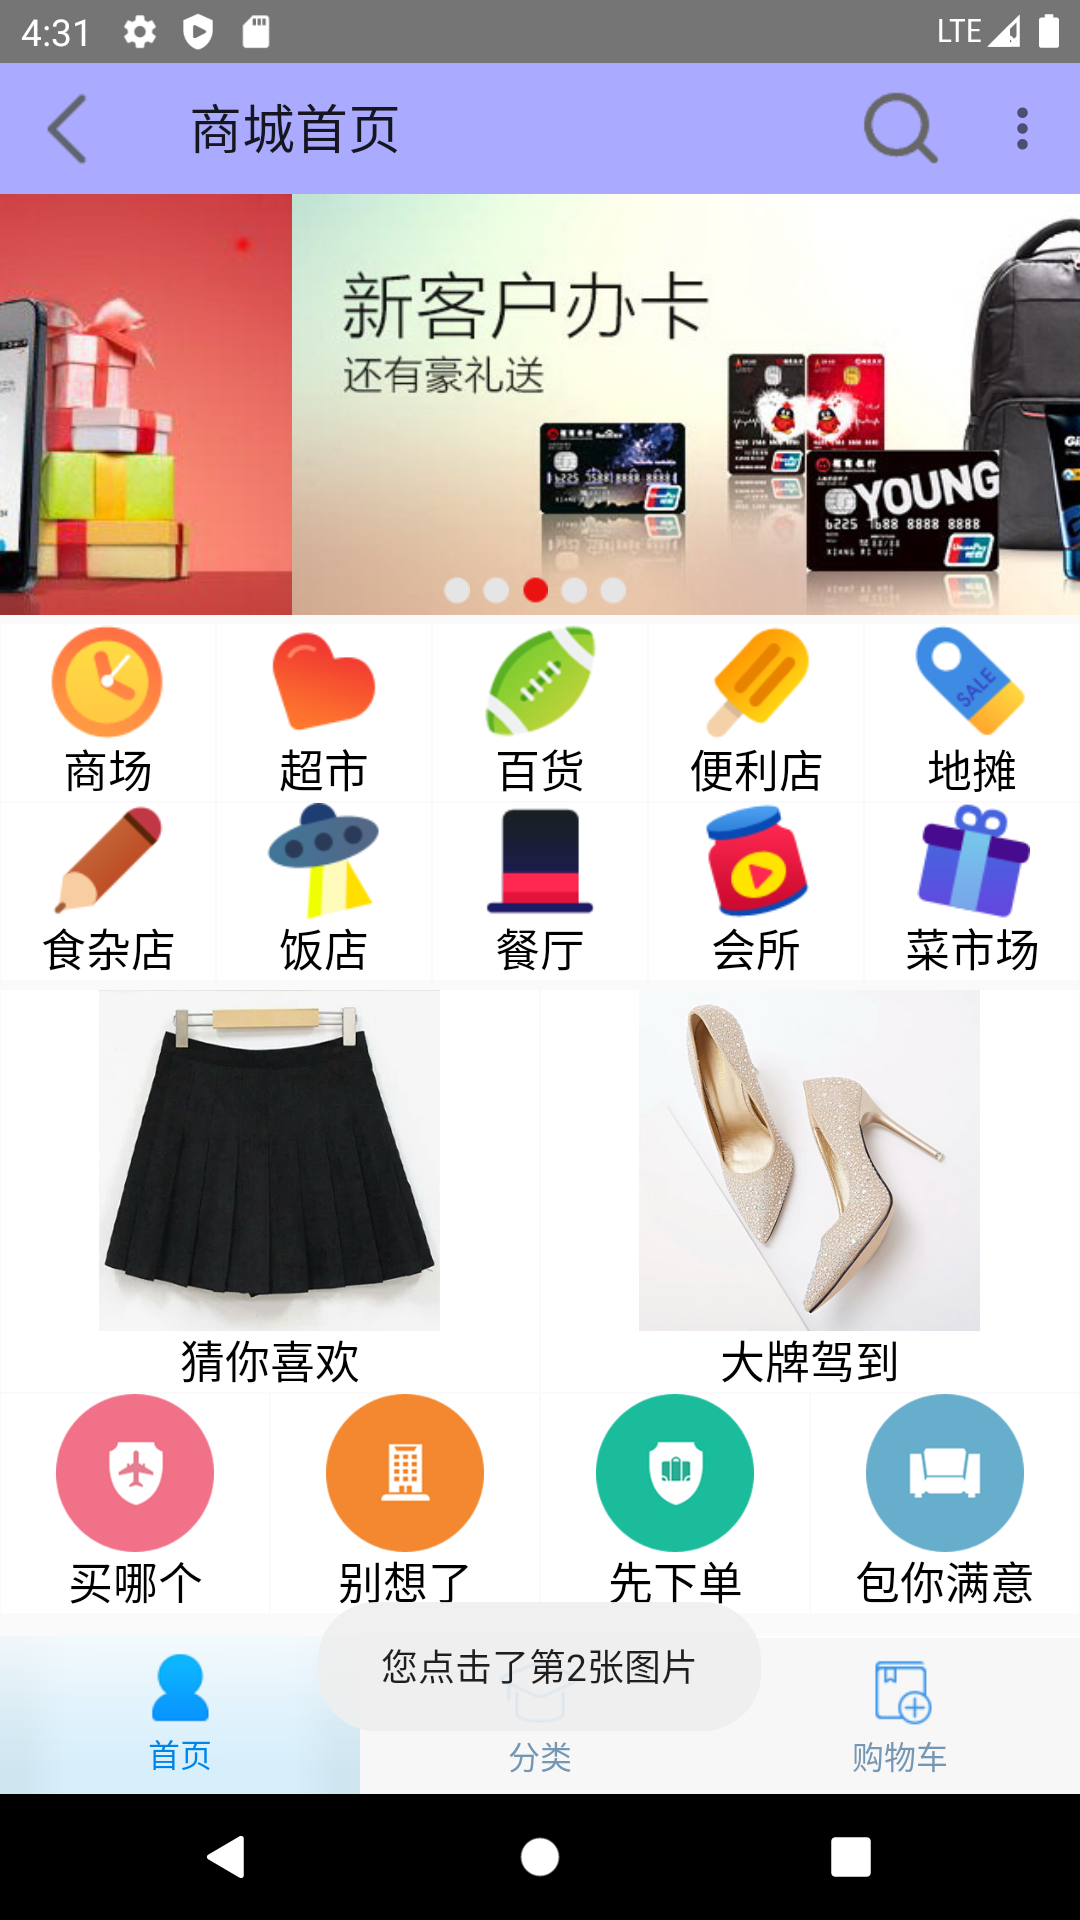 4:31
LTE
商城首页
新客户办卡
还有豪礼送
YOUNG
SALE
商场
超市
百货
便利店
地摊
食杂店
饭店
餐厅
会所
菜市场
猜你喜欢
大牌驾到
买哪个
别想了
先下单
包你满意
您点击了第2张图片
首页
分类
购物车